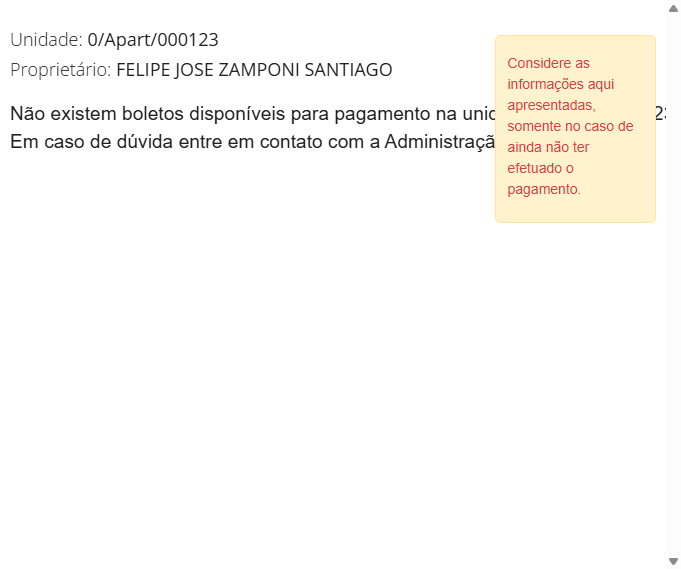 Unidade: 0/Apart/000123
Proprietário: FELIPE JOSE ZAMPONI SANTIAGO
Não existem boletos disponíveis para pagamento na
Em caso de dúvida entre em contato com a
Considere as
informações aqui
apresentadas,
somente no caso de
ainda não ter
efetuado o
pagamento.